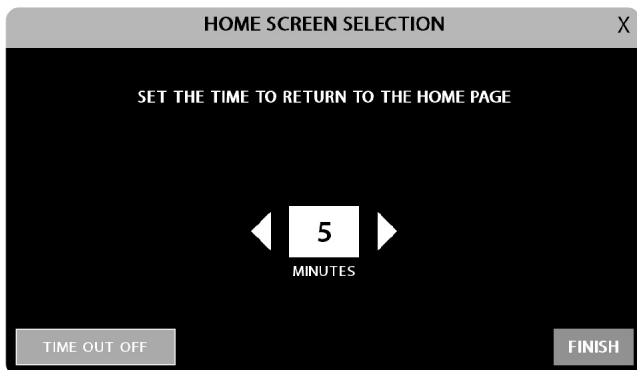 HOME SCREEN SELECTION X
SET THE TIME TO RETURN TO THE HOME PAGE
5
MINUTES
TIME OUT OFF FINISH